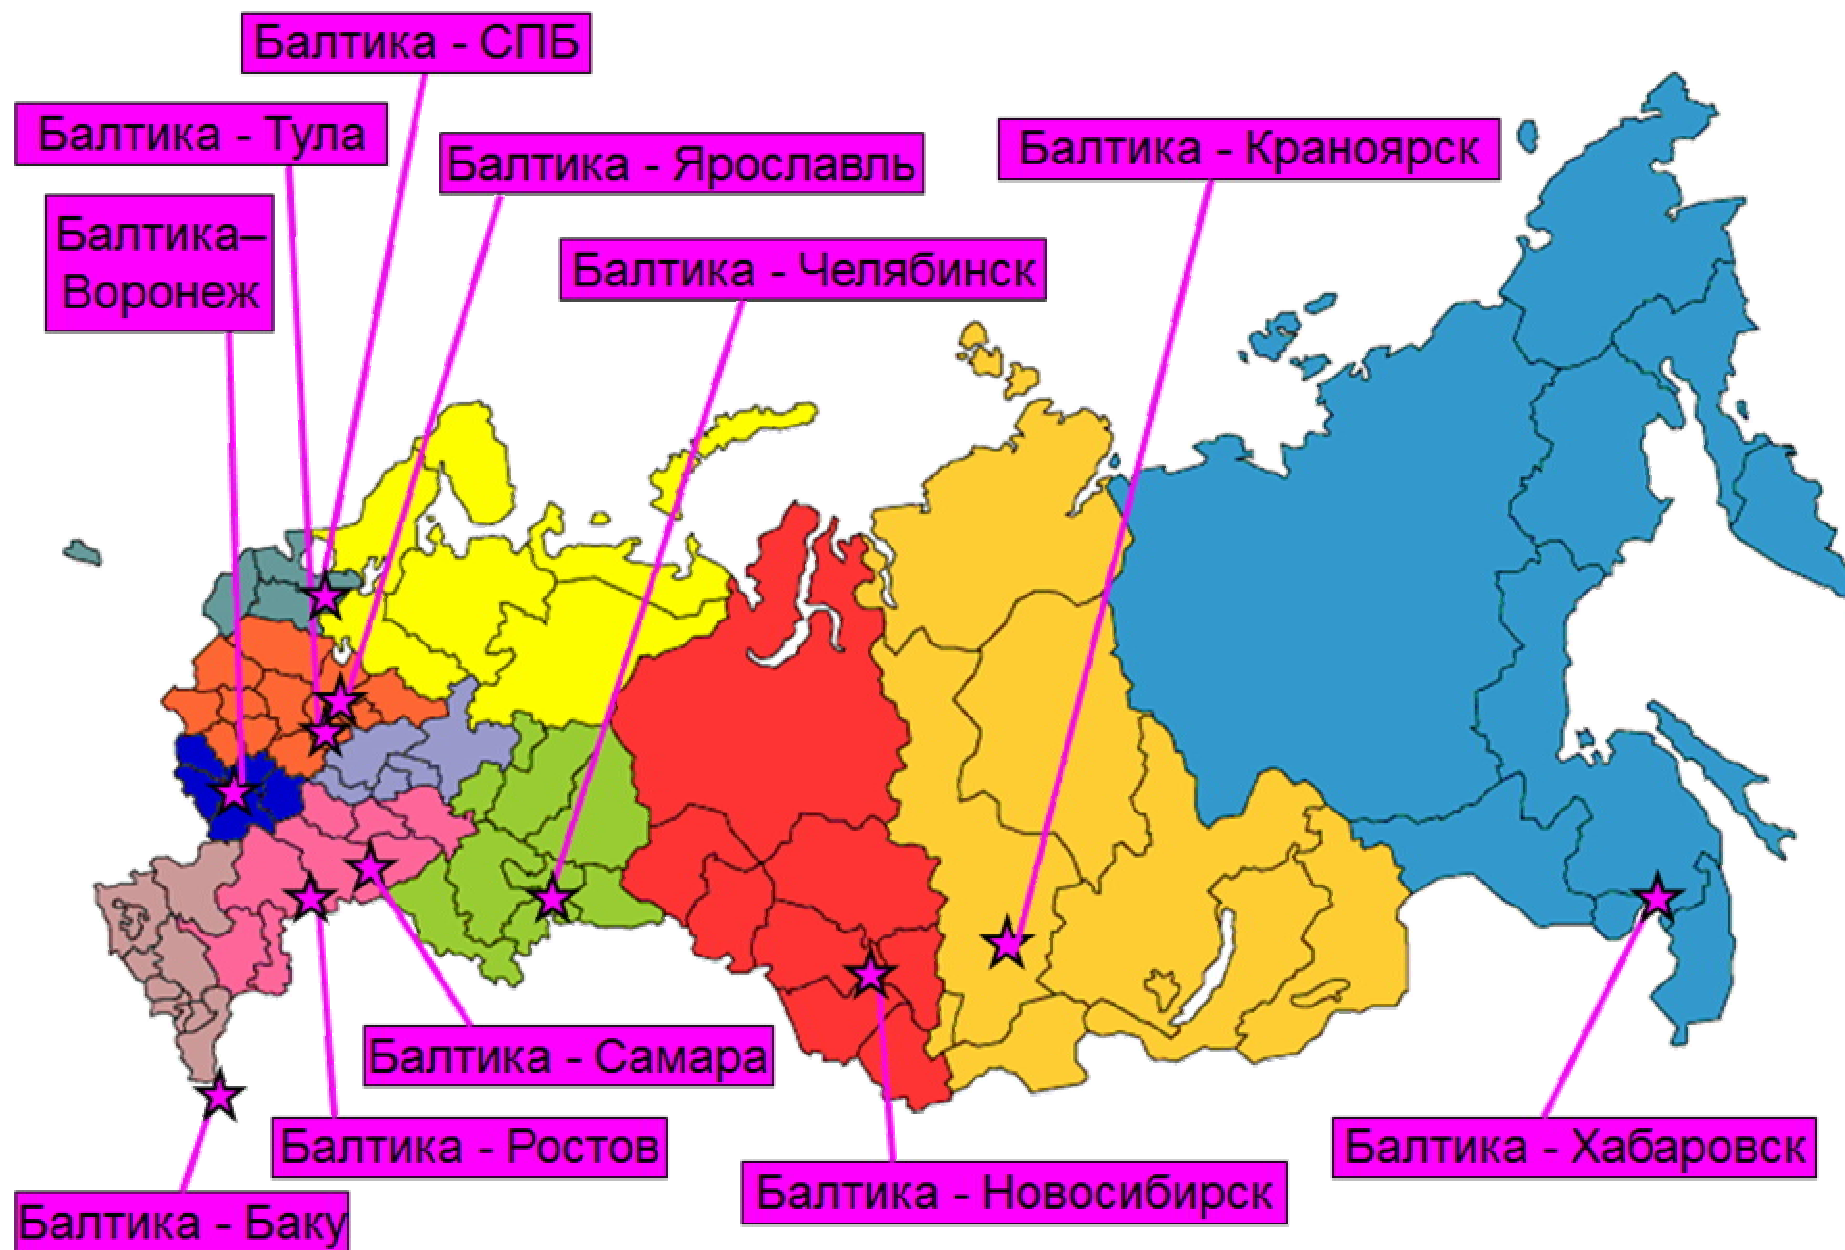 Балтика - СПБ
Балтика - Тула
Балтика - Ярославль
Балтика - Краноярск
Балтика–
Воронеж
Балтика - Челябинск
Балтика - Самара
Балтика - Ростов
Балтика - Хабаровск
Балтика - Новосибирск
Балтика - Баку